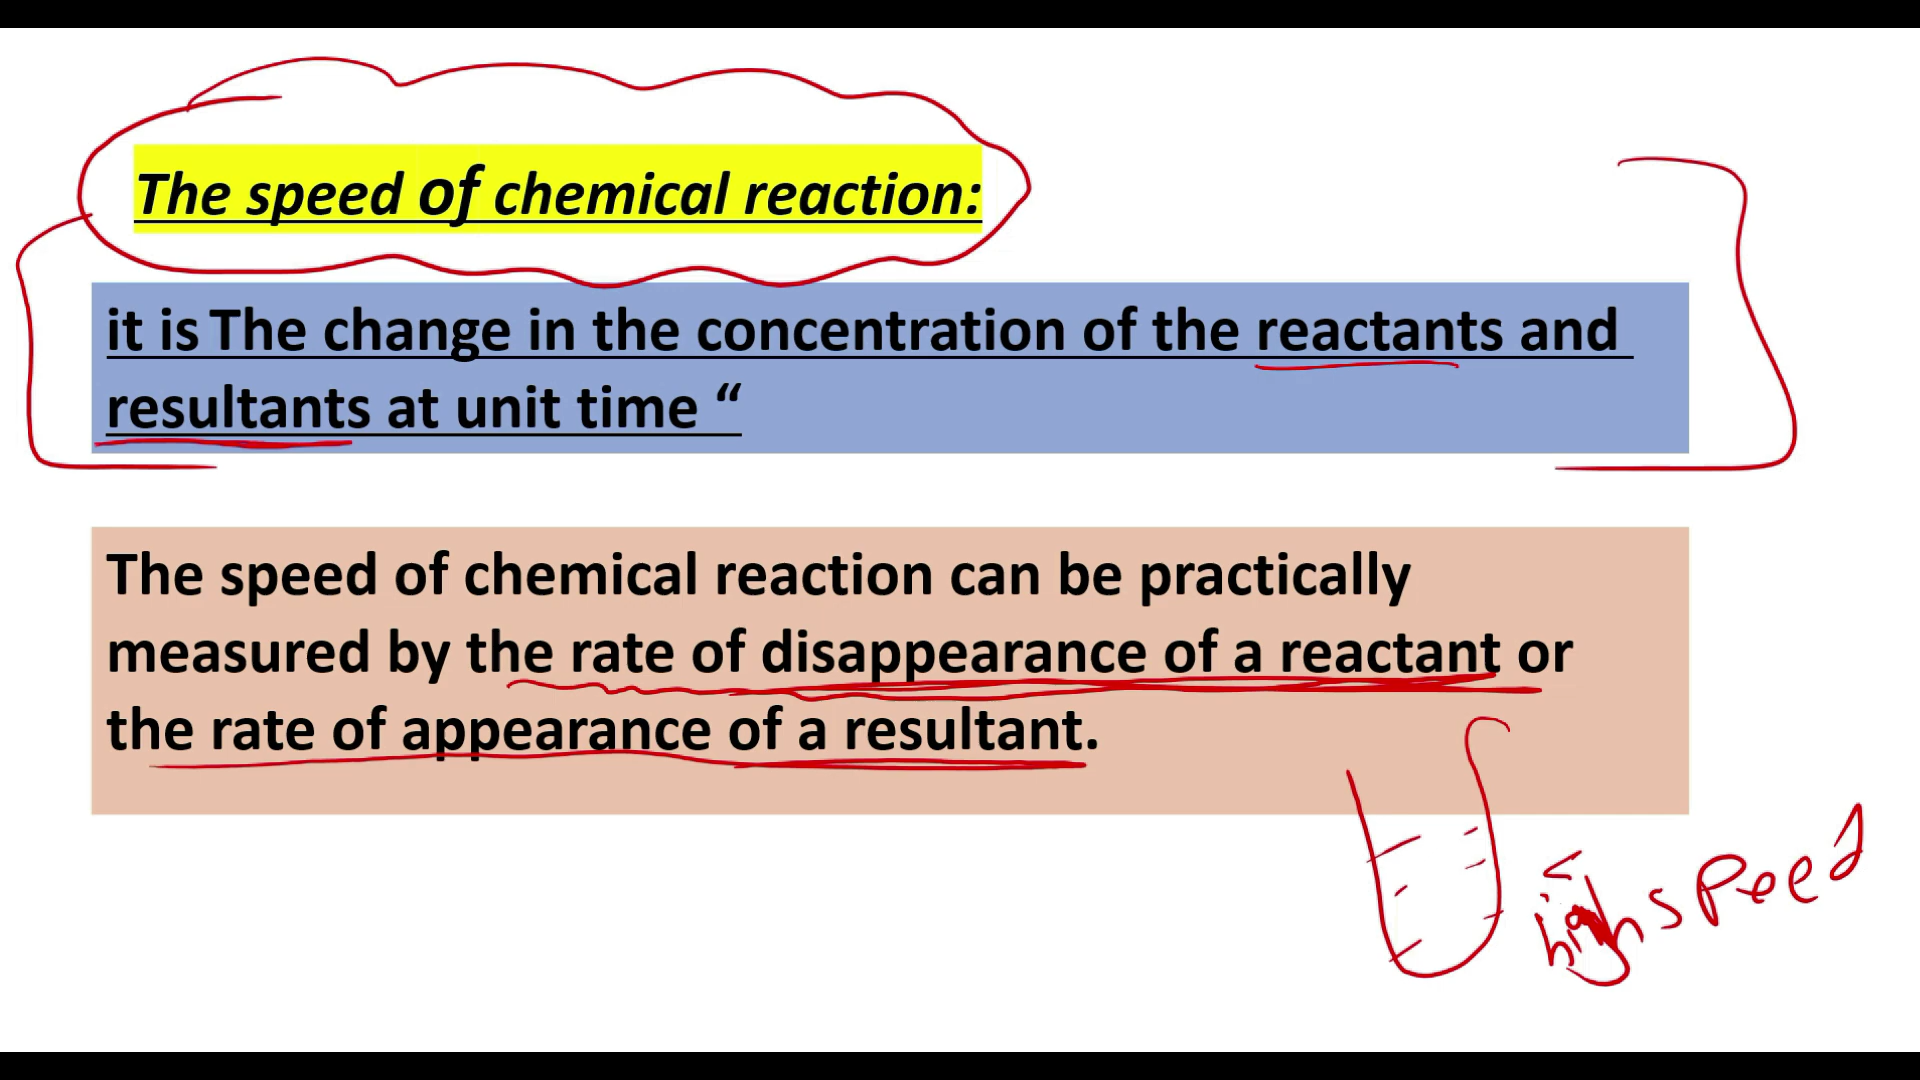 The speed of chemical reaction:
it is The change in the concentration of the reactants and
resultants at unit time “
The speed of chemical reaction can be practically
measured by the rate of disappearance of a reactant or
the rate of appearance of a resultant.
high speed